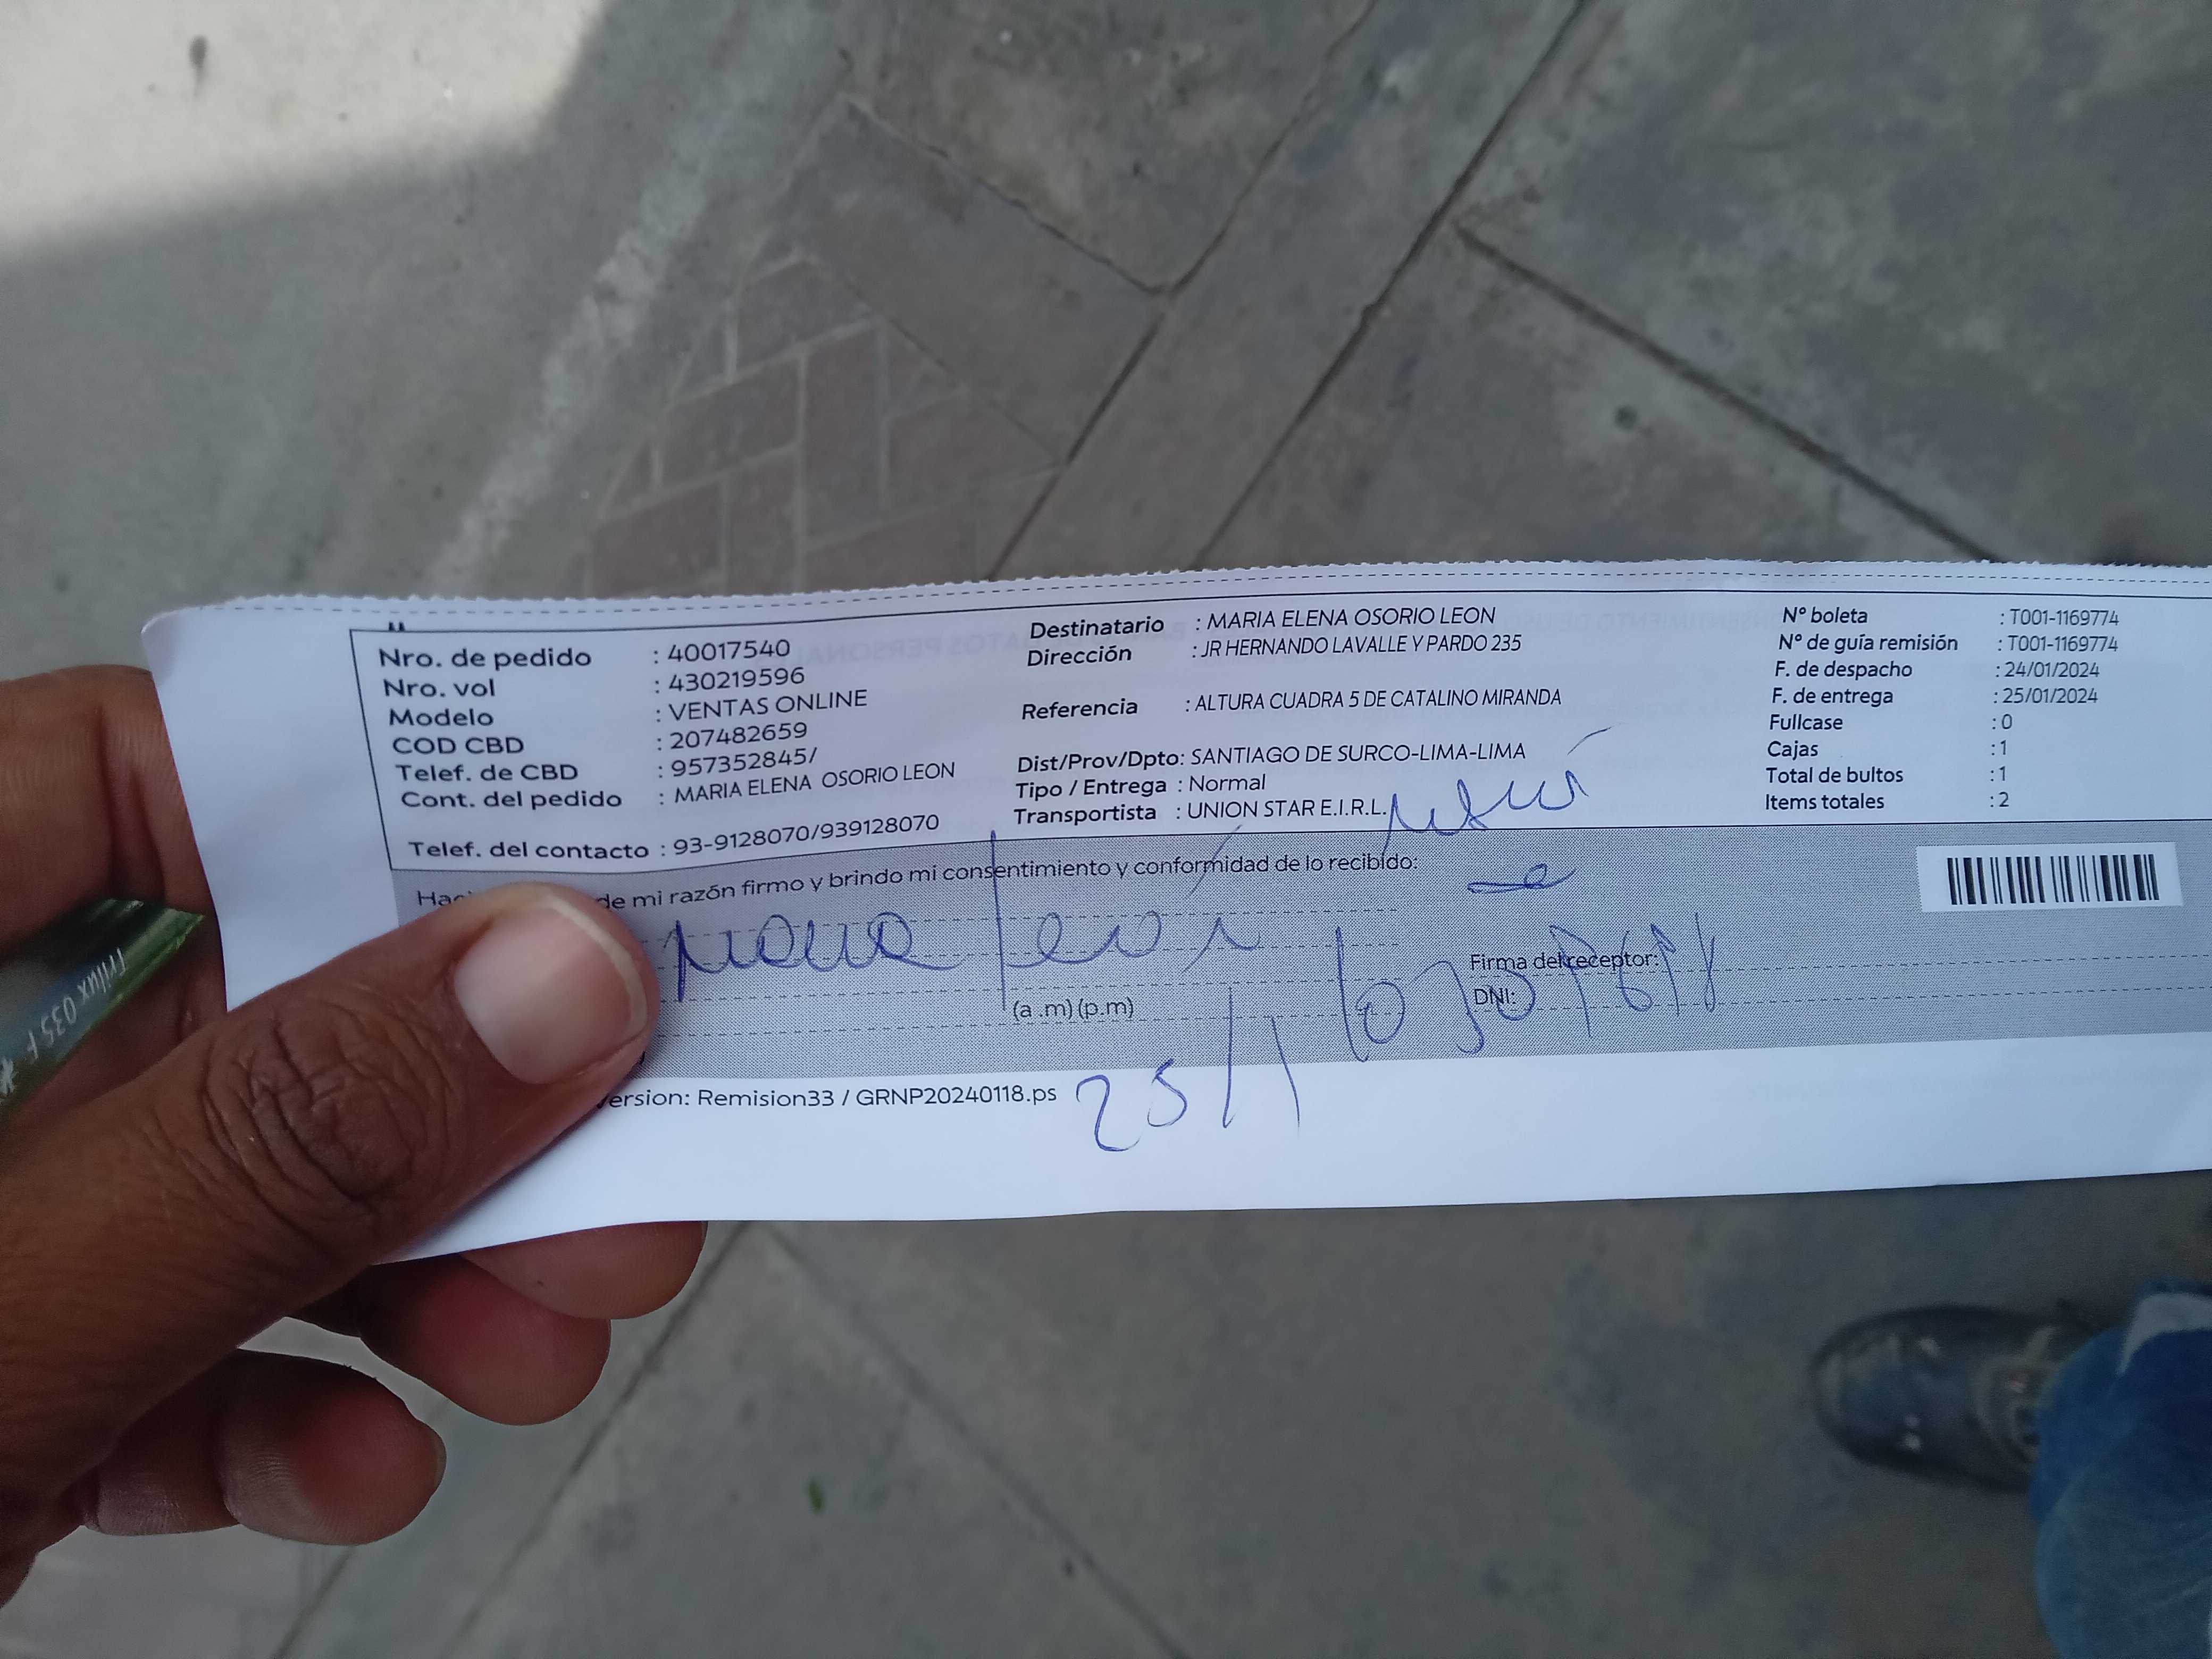 Nro. de pedido : 40017540
Nro. vol : 430219596
Modelo : VENTAS ONLINE
COD CBD : 207482659
Telef. de CBD : 957352845/
Cont. del pedido : MARIA ELENA OSORIO LEON
Telef. del contacto : 93-9128070/939128070
Destinatario : MARIA ELENA OSORIO LEON
Dirección : JR HERNANDO LAVALLE Y PARDO 235
Referencia : ALTURA CUADRA 5 DE CATALINO MIRANDA
Dist/Prov/Dpto: SANTIAGO DE SURCO-LIMA-LIMA
Tipo / Entrega : Normal
Transportista : UNION STAR E.I.R.L.
N° boleta : T001-1169774
N° de guía remisión : T001-1169774
F. de despacho : 24/01/2024
F. de entrega : 25/01/2024
Fullcase : 0
Cajas : 1
Total de bultos : 1
Items totales : 2
de mi razón firmo y brindo mi consentimiento y conformidad de lo recibido:
leon
Firma del receptor:
DNI:
(a .m) (p.m)
25/1
ersion: Remision33 / GRNP20240118.ps
Trilux 035 F